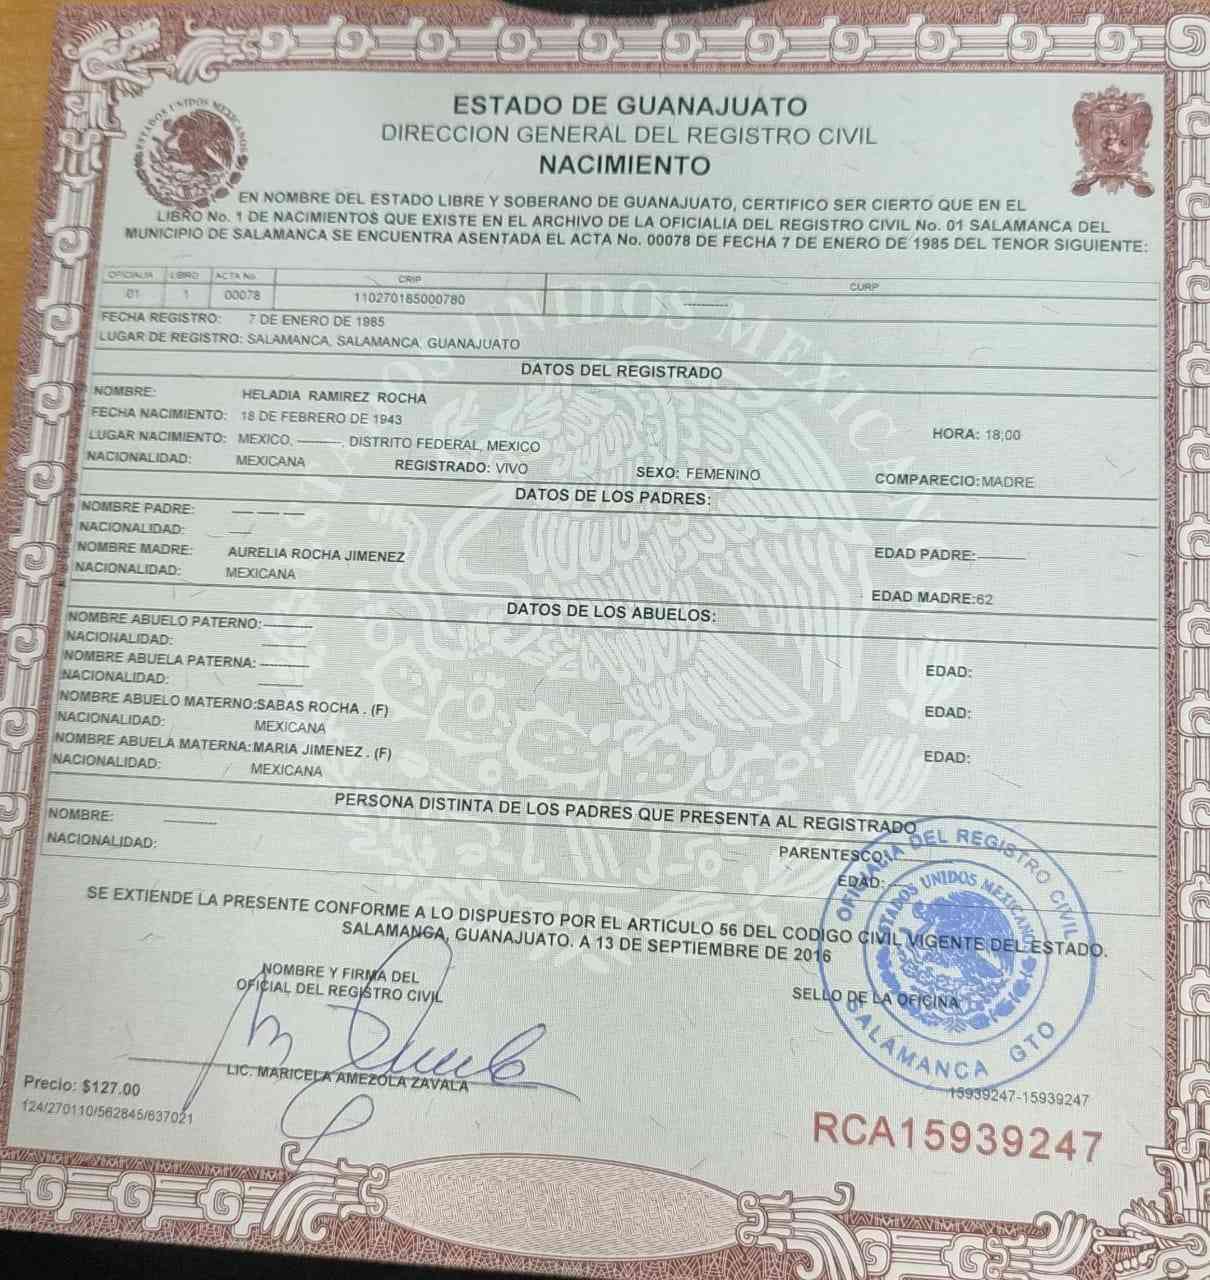 ESTADOS UNIDOS MEXICANOS
ESTADO DE GUANAJUATO
DIRECCION GENERAL DEL REGISTRO CIVIL
NACIMIENTO
EN NOMBRE DEL ESTADO LIBRE Y SOBERANO DE GUANAJUATO, CERTIFICO SER CIERTO QUE EN EL
LIBRO No. 1 DE NACIMIENTOS QUE EXISTE EN EL ARCHIVO DE LA OFICIALIA DEL REGISTRO CIVIL No. 01 SALAMANCA DEL
MUNICIPIO DE SALAMANCA SE ENCUENTRA ASENTADA EL ACTA No. 00078 DE FECHA 7 DE ENERO DE 1985 DEL TENOR SIGUIENTE:
OFICIALIA LIBRO ACTA No. CRIP CURP
01 1 00078 110270185000780 ----------
FECHA REGISTRO: 7 DE ENERO DE 1985
LUGAR DE REGISTRO: SALAMANCA, SALAMANCA, GUANAJUATO
DATOS DEL REGISTRADO
NOMBRE: HELADIA RAMIREZ ROCHA
FECHA NACIMIENTO: 18 DE FEBRERO DE 1943 HORA: 18:00
LUGAR NACIMIENTO: MEXICO, ---------, DISTRITO FEDERAL, MEXICO
NACIONALIDAD: MEXICANA REGISTRADO: VIVO SEXO: FEMENINO COMPARECIO: MADRE
DATOS DE LOS PADRES:
NOMBRE PADRE: --- --- ---
NACIONALIDAD: ---
NOMBRE MADRE: AURELIA ROCHA JIMENEZ EDAD PADRE:---------
NACIONALIDAD: MEXICANA EDAD MADRE:62
DATOS DE LOS ABUELOS:
NOMBRE ABUELO PATERNO:----------
NACIONALIDAD: ---------
NOMBRE ABUELA PATERNA:---------- EDAD:
NACIONALIDAD: ---------
NOMBRE ABUELO MATERNO:SABAS ROCHA . (F) EDAD:
NACIONALIDAD: MEXICANA
NOMBRE ABUELA MATERNA:MARIA JIMENEZ . (F) EDAD:
NACIONALIDAD: MEXICANA
PERSONA DISTINTA DE LOS PADRES QUE PRESENTA AL REGISTRADO
NOMBRE: ----------
PARENTESCO:
NACIONALIDAD:
EDAD:
SE EXTIENDE LA PRESENTE CONFORME A LO DISPUESTO POR EL ARTICULO 56 DEL CODIGO CIVIL VIGENTE DEL ESTADO.
SALAMANCA, GUANAJUATO. A 13 DE SEPTIEMBRE DE 2016
NOMBRE Y FIRMA DEL
OFICIAL DEL REGISTRO CIVIL
SELLO DE LA OFICINA
OFICIALIA DEL REGISTRO CIVIL
ESTADOS UNIDOS MEXICANOS
SALAMANCA GTO
LIC. MARICELA AMEZOLA ZAVALA
Precio: $127.00
124/270110/562845/637021
15939247-15939247
RCA15939247
ESTADOS UNIDOS MEXICANOS